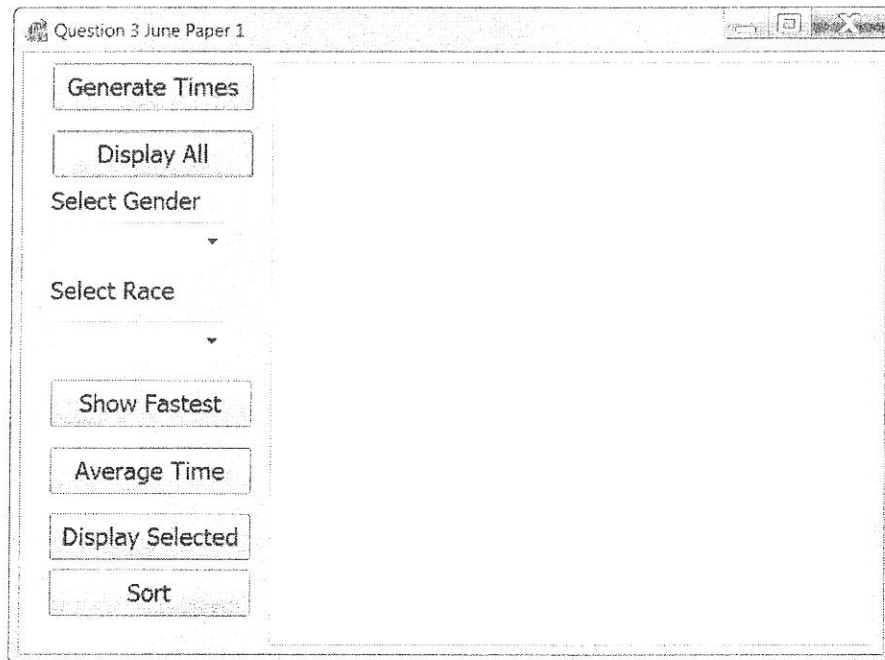 Question 3 June Paper 1
Generate Times
Display All
Select Gender
Select Race
Show Fastest
Average Time
Display Selected
Sort